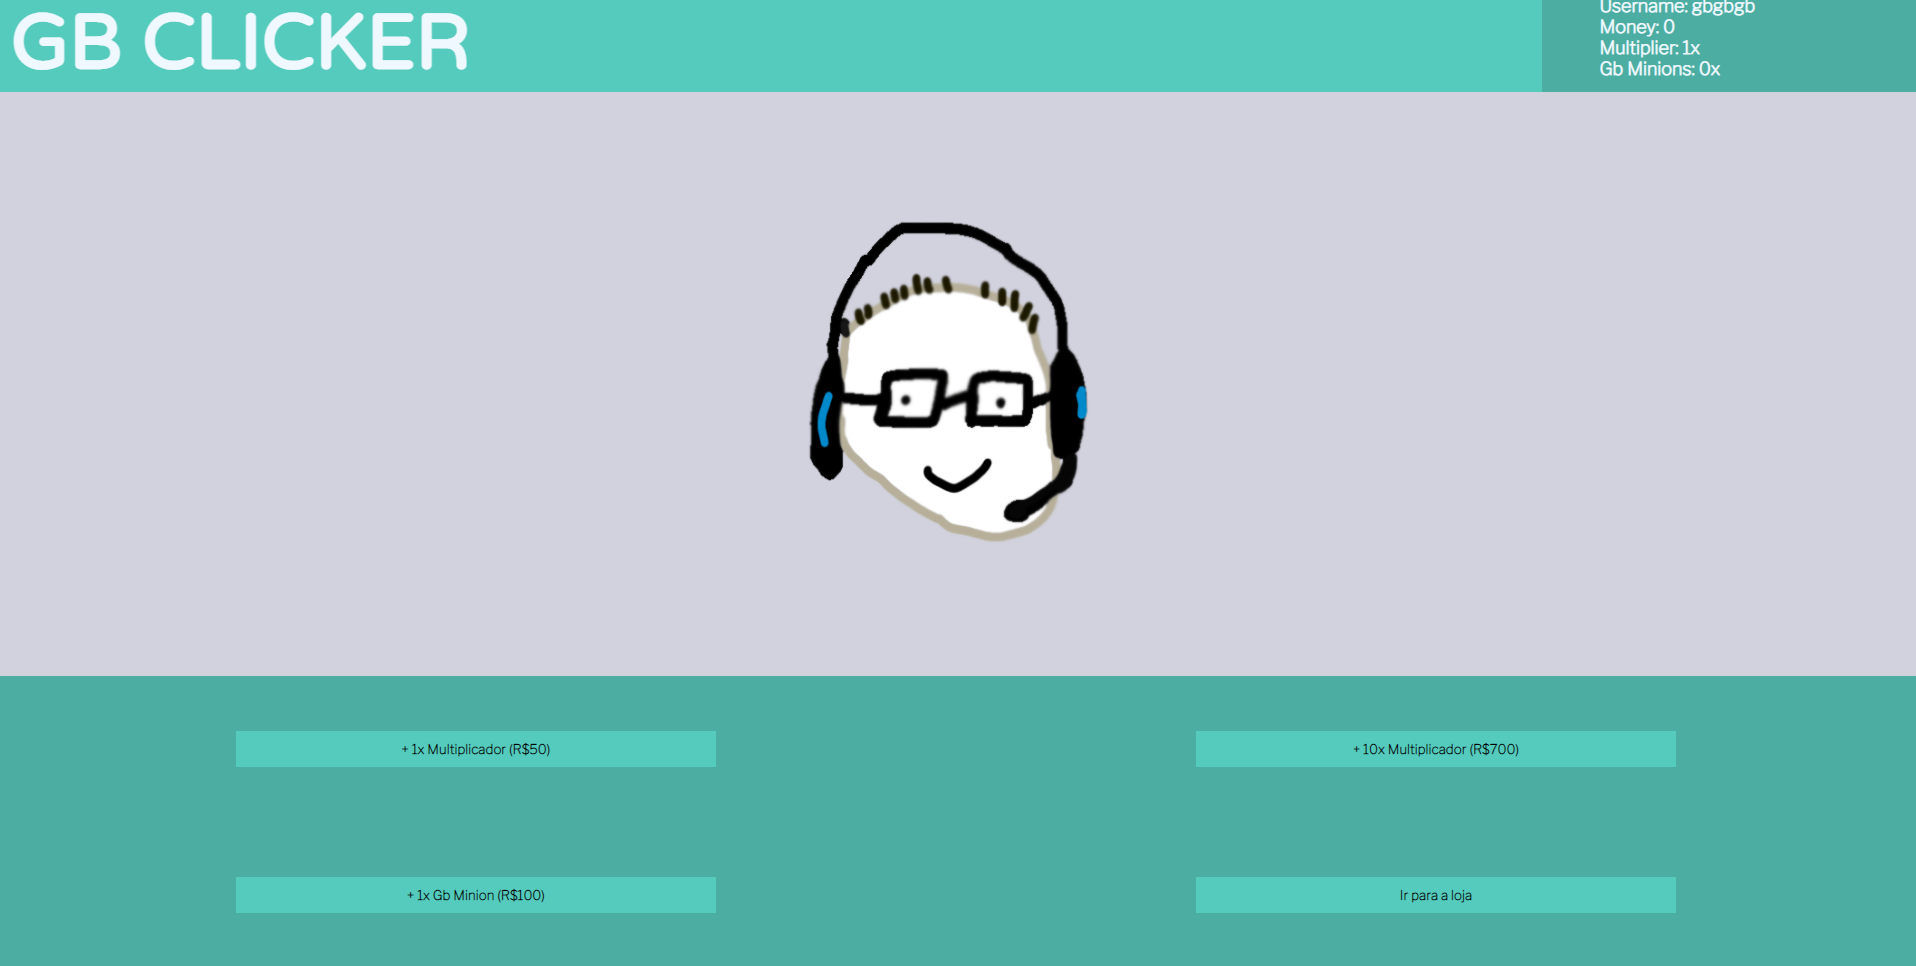 GB CLICKER
Username: gbgbgb
Money: 0
Multiplier: 1x
Gb Minions: 0x
+ 1x Multiplicador (R$50)
+ 10x Multiplicador (R$700)
+ 1x Gb Minion (R$100)
Ir para a loja